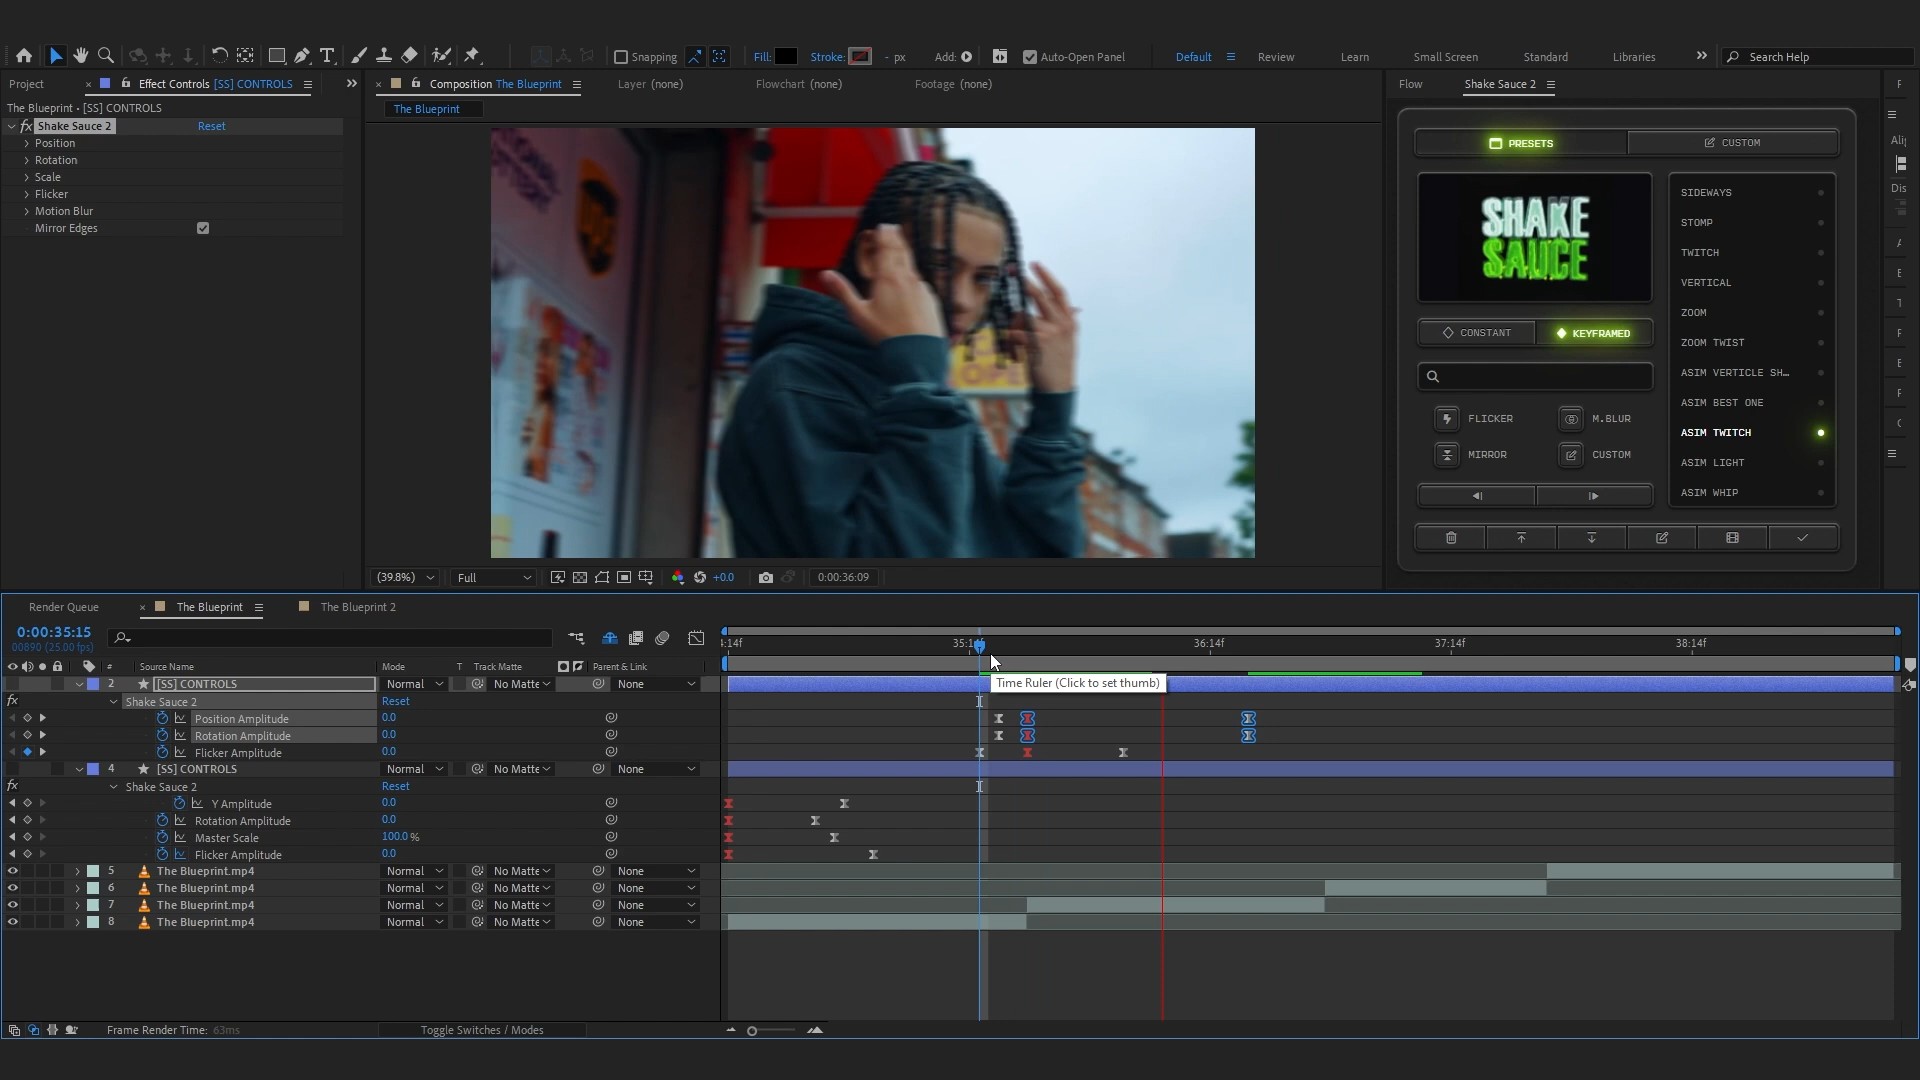 Snapping
Fill:
Stroke:
- px
Add:
Auto-Open Panel
Default
Review
Learn
Small Screen
Standard
Libraries
Search Help
Project
Effect Controls [SS] CONTROLS
Composition The Blueprint
Layer (none)
Flowchart (none)
Footage (none)
Flow
Shake Sauce 2
The Blueprint • [SS] CONTROLS
The Blueprint
fx Shake Sauce 2 Reset
Position
Rotation
Scale
Flicker
Motion Blur
Mirror Edges
PRESETS
CUSTOM
SHAKE
SAUCE
SIDEWAYS
STOMP
TWITCH
VERTICAL
ZOOM
ZOOM TWIST
ASIM VERTICLE SH…
ASIM BEST ONE
ASIM TWITCH
ASIM LIGHT
ASIM WHIP
CONSTANT
KEYFRAMED
FLICKER
M.BLUR
MIRROR
CUSTOM
(39.8%)
Full
+0.0
0:00:36:09
Render Queue
The Blueprint
The Blueprint 2
0:00:35:15
00890 (25.00 fps)
4:14f
35:14f
36:14f
37:14f
38:14f
# Source Name Mode T Track Matte Parent & Link
2 [SS] CONTROLS Normal No Matte None
Time Ruler (Click to set thumb)
fx Shake Sauce 2 Reset
Position Amplitude 0.0
Rotation Amplitude 0.0
Flicker Amplitude 0.0
4 [SS] CONTROLS Normal No Matte None
fx Shake Sauce 2 Reset
Y Amplitude 0.0
Rotation Amplitude 0.0
Master Scale 100.0 %
Flicker Amplitude 0.0
5 The Blueprint.mp4 Normal No Matte None
6 The Blueprint.mp4 Normal No Matte None
7 The Blueprint.mp4 Normal No Matte None
8 The Blueprint.mp4 Normal No Matte None
Frame Render Time: 63ms
Toggle Switches / Modes